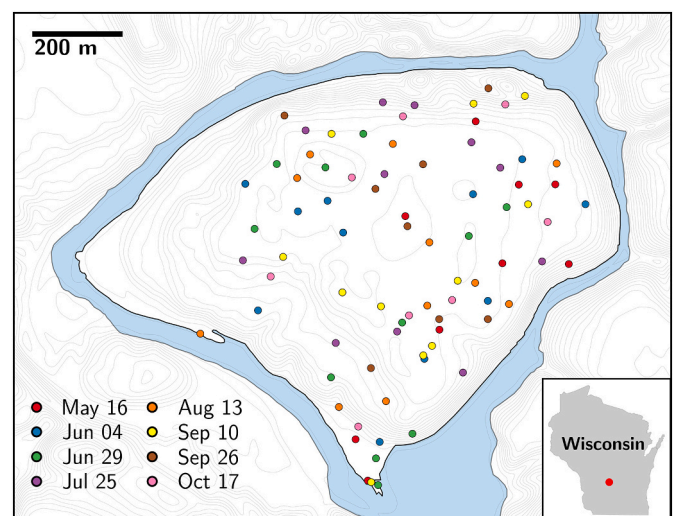 200 m
May 16
Jun 04
Jun 29
Jul 25
Aug 13
Sep 10
Sep 26
Oct 17
Wisconsin